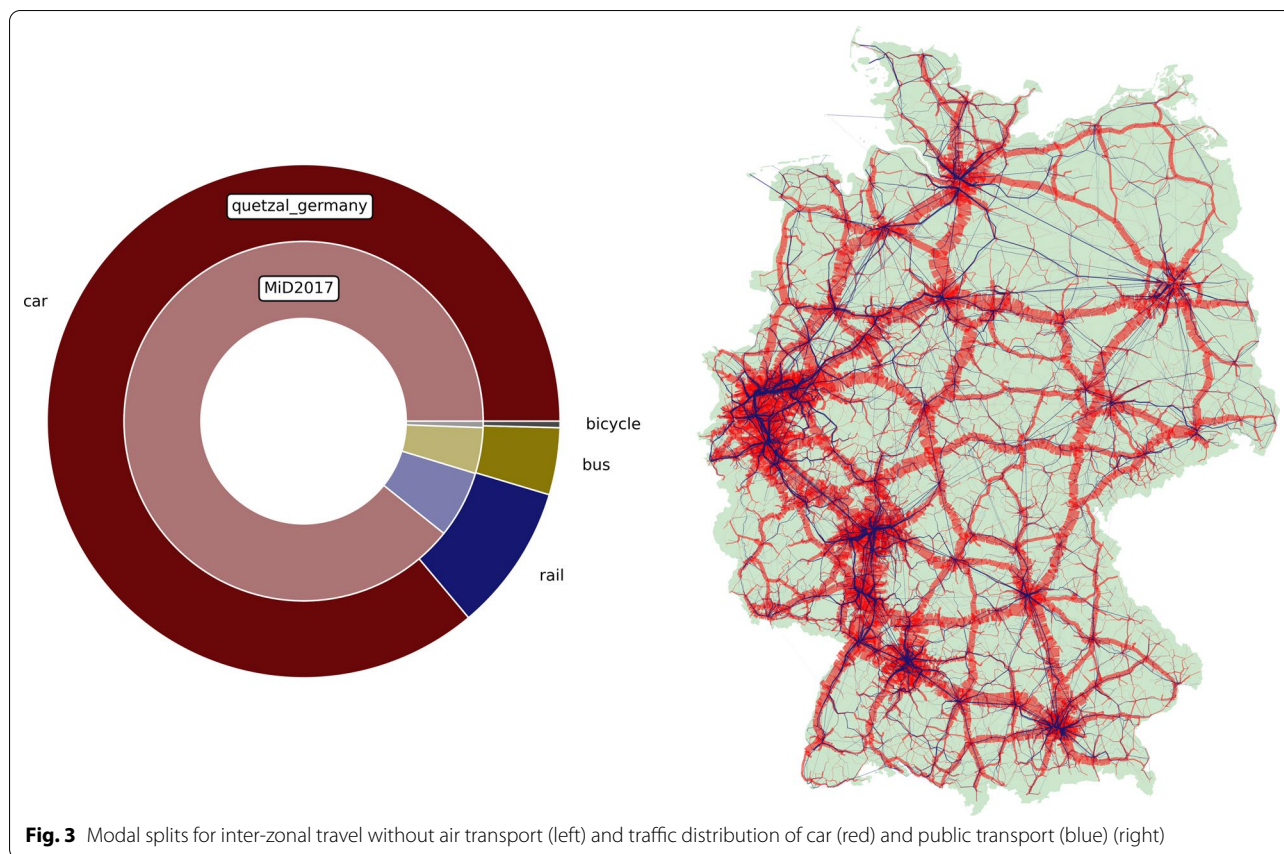 quetzal_germany
MiD2017
car
bicycle
bus
rail
Fig. 3 Modal splits for inter-zonal travel without air transport (left) and traffic distribution of car (red) and public transport (blue) (right)